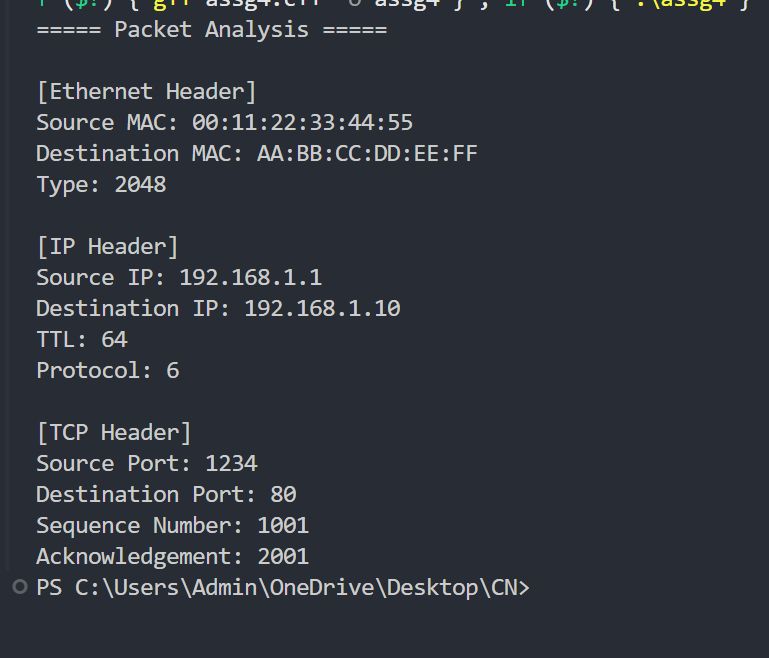 ===== Packet Analysis =====
[Ethernet Header]
Source MAC: 00:11:22:33:44:55
Destination MAC: AA:BB:CC:DD:EE:FF
Type: 2048
[IP Header]
Source IP: 192.168.1.1
Destination IP: 192.168.1.10
TTL: 64
Protocol: 6
[TCP Header]
Source Port: 1234
Destination Port: 80
Sequence Number: 1001
Acknowledgement: 2001
PS C:\Users\Admin\OneDrive\Desktop\CN>